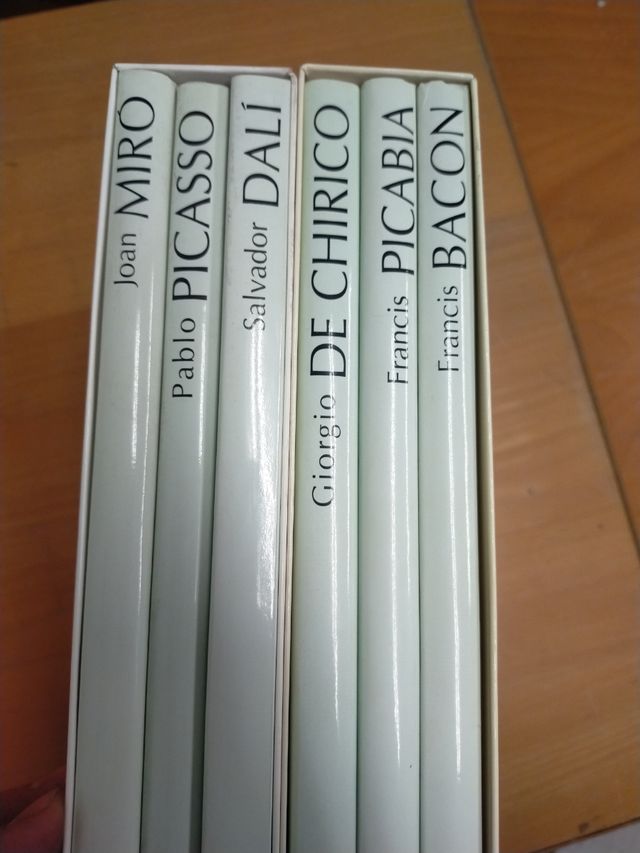 Joan MIRÓ
Pablo PICASSO
Salvador DALÍ
Giorgio DE CHIRICO
Francis PICABIA
Francis BACON